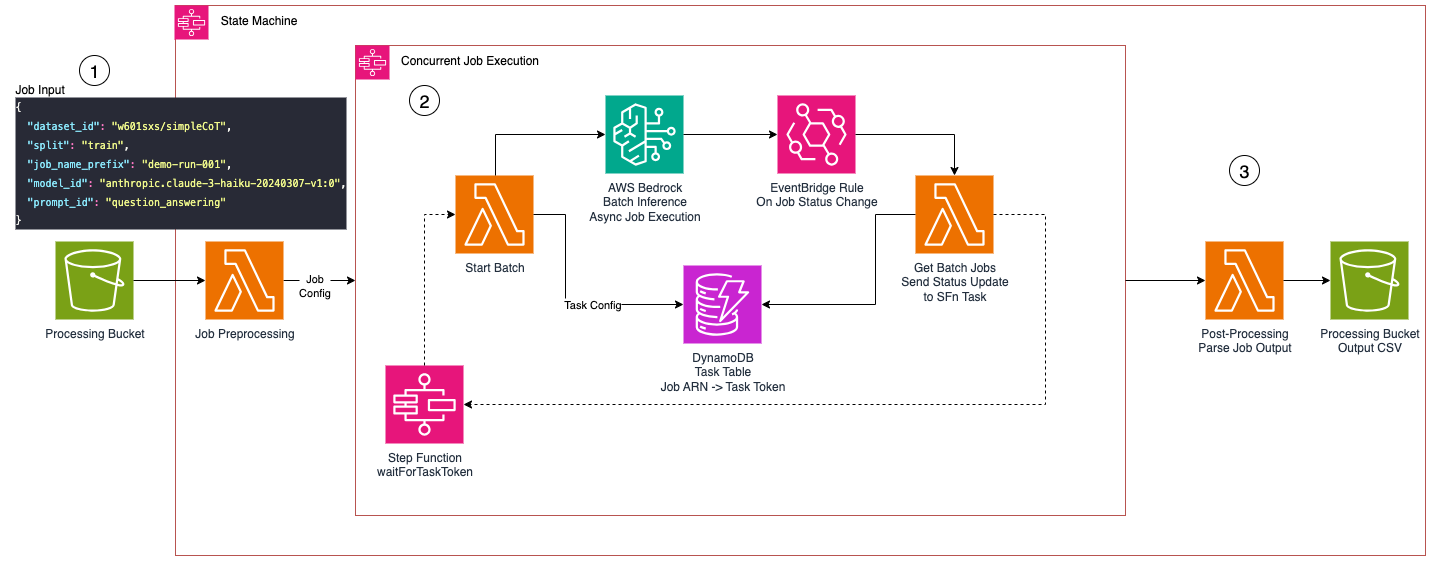 State Machine
Concurrent Job Execution
1
Job Input
{
"dataset_id": "w601sxs/simpleCoT",
"split": "train",
"job_name_prefix": "demo-run-001",
"model_id": "anthropic.claude-3-haiku-20240307-v1:0",
"prompt_id": "question_answering"
}
Processing Bucket
Job Preprocessing
Job
Config
2
AWS Bedrock
Batch Inference
Async Job Execution
EventBridge Rule
On Job Status Change
Start Batch
Get Batch Jobs
Send Status Update
to SFn Task
Task Config
DynamoDB
Task Table
Job ARN -> Task Token
Step Function
waitForTaskToken
3
Post-Processing
Parse Job Output
Processing Bucket
Output CSV